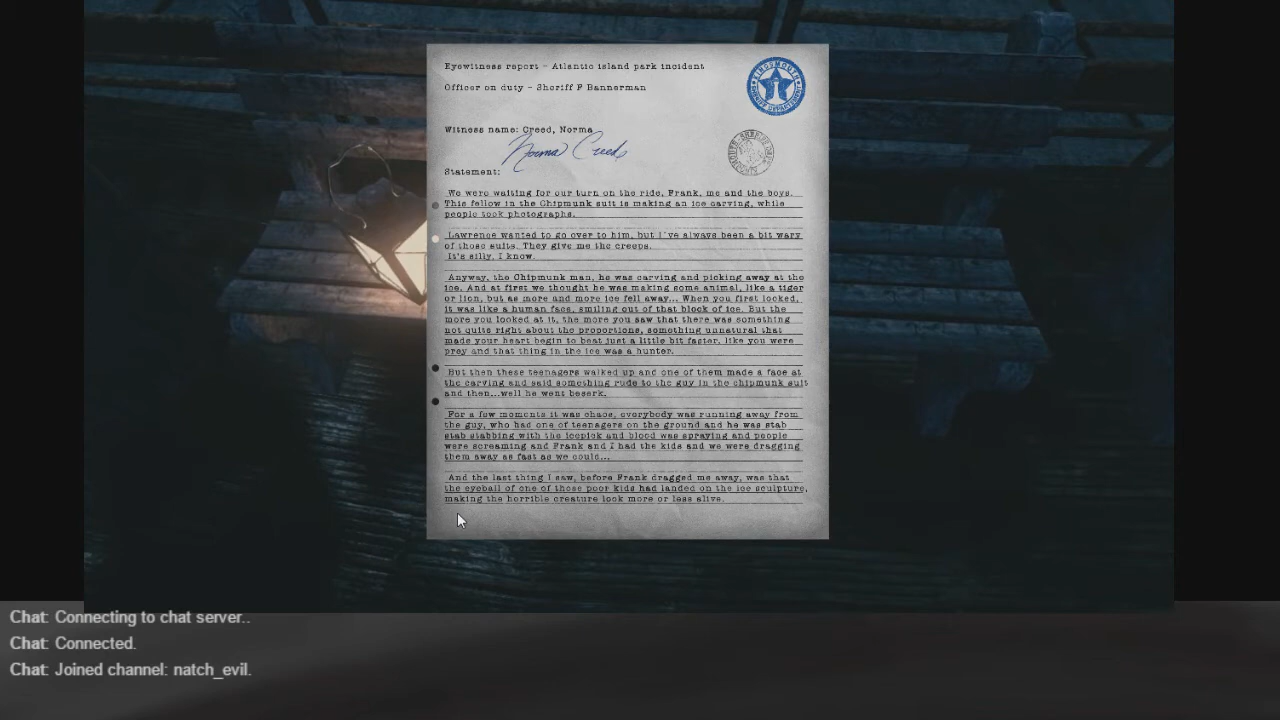 Eyewitness report - Atlantic island park incident
Officer on duty - Sheriff F Bannerman
KINGSMOUTH
SHERIFF DEPARTMENT
Witness name: Creed, Norma
Norma Creed
Statement:
We were waiting for our turn on the ride, Frank, me and the boys.
This fellow in the Chipmunk suit is making an ice carving, while
people took photographs.
Lawrence wanted to go over to him, but I've always been a bit wary
of those suits. They give me the creeps.
It's silly, I know.
Anyway, the Chipmunk man, he was carving and picking away at the
ice. And at first we thought he was making some animal, like a tiger
or lion, but as more and more ice fell away... When you first looked,
it was like a human face, smiling out of that block of ice. But the
more you looked at it, the more you saw that there was something
not quite right about the proportions, something unnatural that
made your heart begin to beat just a little bit faster, like you were
prey and that thing in the ice was a hunter.
But then these teenagers walked up and one of them made a face at
the carving and said something rude to the guy in the chipmunk suit
and then...well he went beserk.
For a few moments it was chaos, everybody was running away from
the guy, who had one of teenagers on the ground and he was stab
stab stabbing with the icepick and blood was spraying and people
were screaming and Frank and I had the kids and we were dragging
them away as fast as we could...
And the last thing I saw, before Frank dragged me away, was that
the eyeball of one of those poor kids had landed on the ice sculpture,
making the horrible creature look more or less alive.
Chat: Connecting to chat server..
Chat: Connected.
Chat: Joined channel: natch_evil.